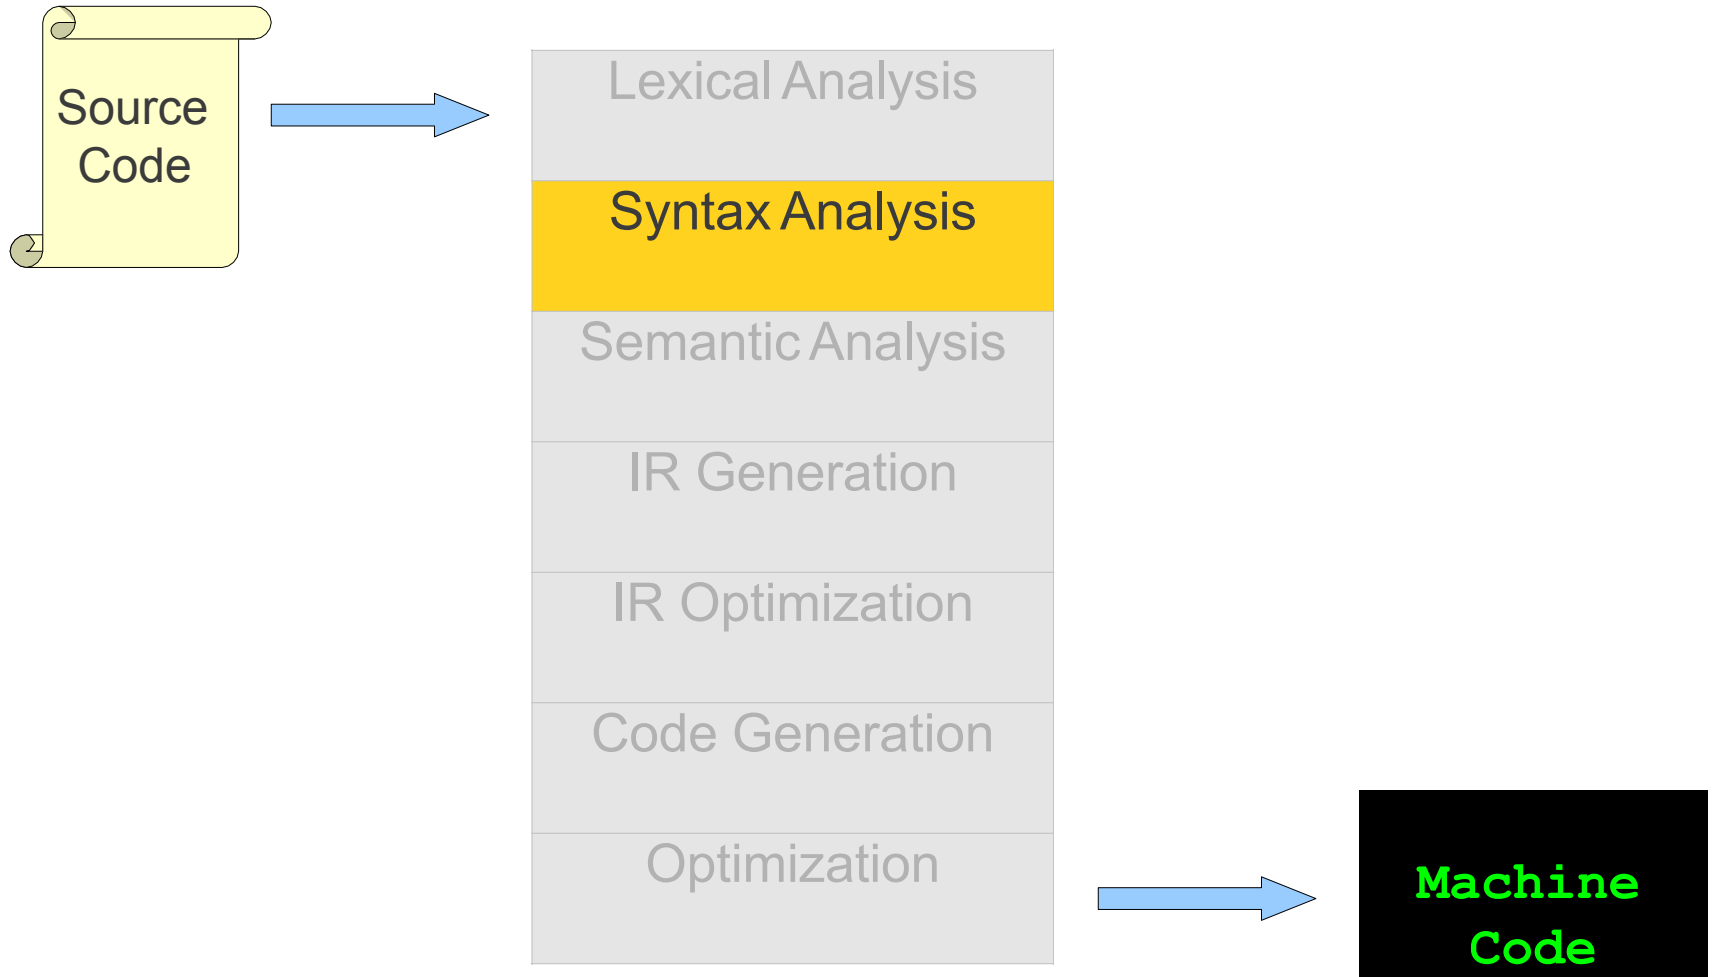 Source
Code
Lexical Analysis
Syntax Analysis
Semantic Analysis
IR Generation
IR Optimization
Code Generation
Optimization
Machine
Code